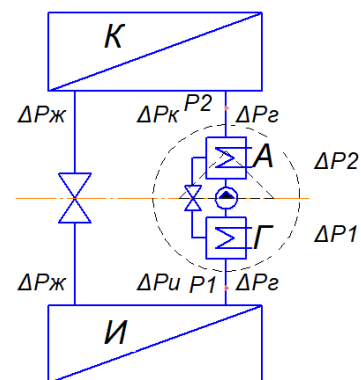 К
ΔPж ΔPк P2 ΔPг
А ΔP2
Г ΔP1
ΔPж ΔPи P1 ΔPг
И